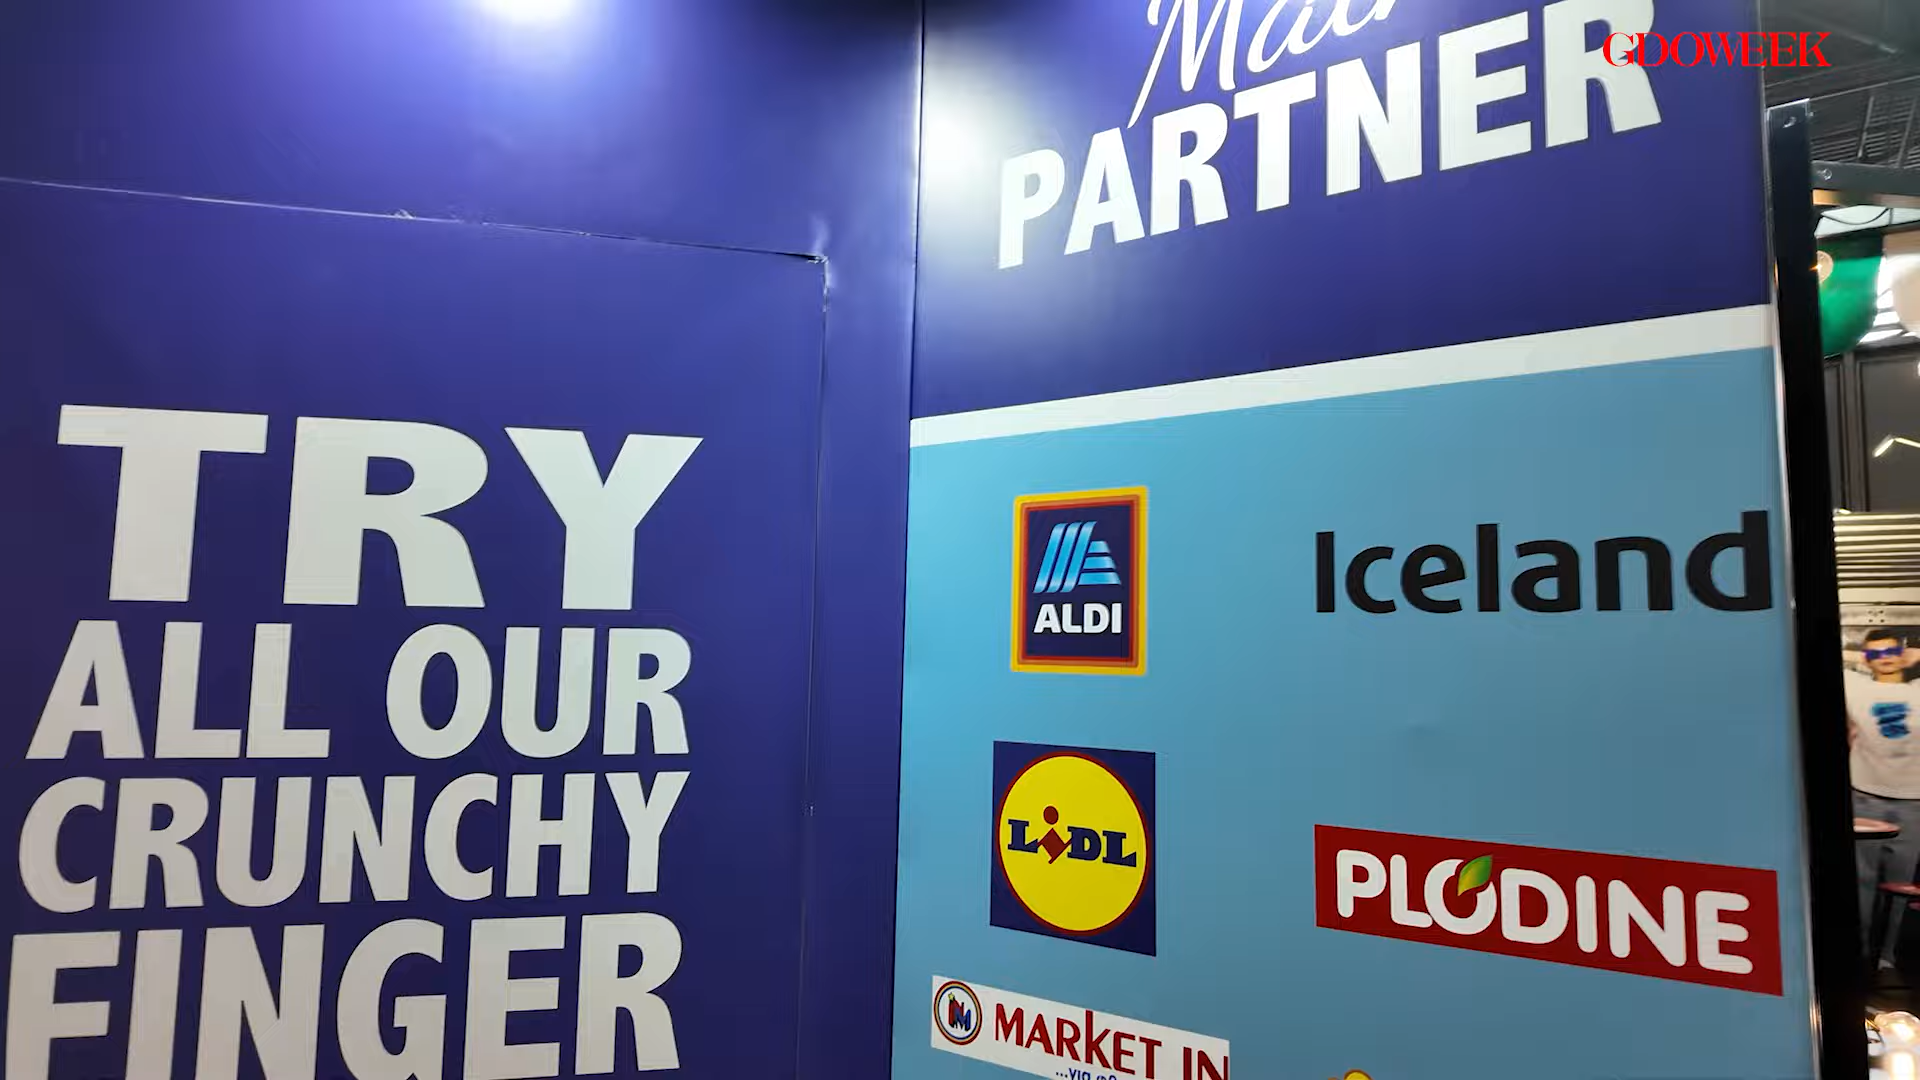 GDOWEEK
PARTNER
TRY
ALL OUR
CRUNCHY
FINGER
ALDI
Iceland
LIDL
PLODINE
MARKET IN